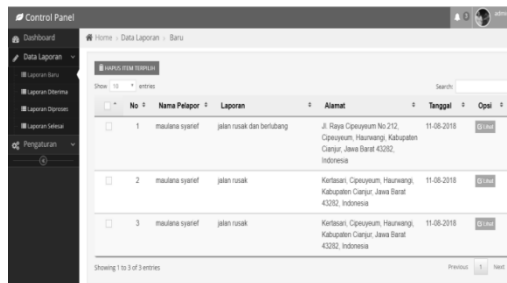 Control Panel
0
Dashboard
Home › Data Laporan › Baru
Data Laporan
Laporan Baru
Laporan Diterima
Laporan Diproses
Laporan Selesai
Pengaturan
HAPUS ITEM TERPILIH
Show 10 entries
Search:
No Nama Pelapor Laporan Alamat Tanggal Opsi
1 maulana syarief jalan rusak dan berlubang Jl. Raya Cipeuyeum No.212, 11-08-2018 Lihat
Cipeuyeum, Haurwangi, Kabupaten
Cianjur, Jawa Barat 43282,
Indonesia
2 maulana syarief jalan rusak Kertasari, Cipeuyeum, Haurwangi, 11-08-2018 Lihat
Kabupaten Cianjur, Jawa Barat
43282, Indonesia
3 maulana syarief jalan rusak Kertasari, Cipeuyeum, Haurwangi, 11-08-2018 Lihat
Kabupaten Cianjur, Jawa Barat
43282, Indonesia
Showing 1 to 3 of 3 entries
Previous 1 Next